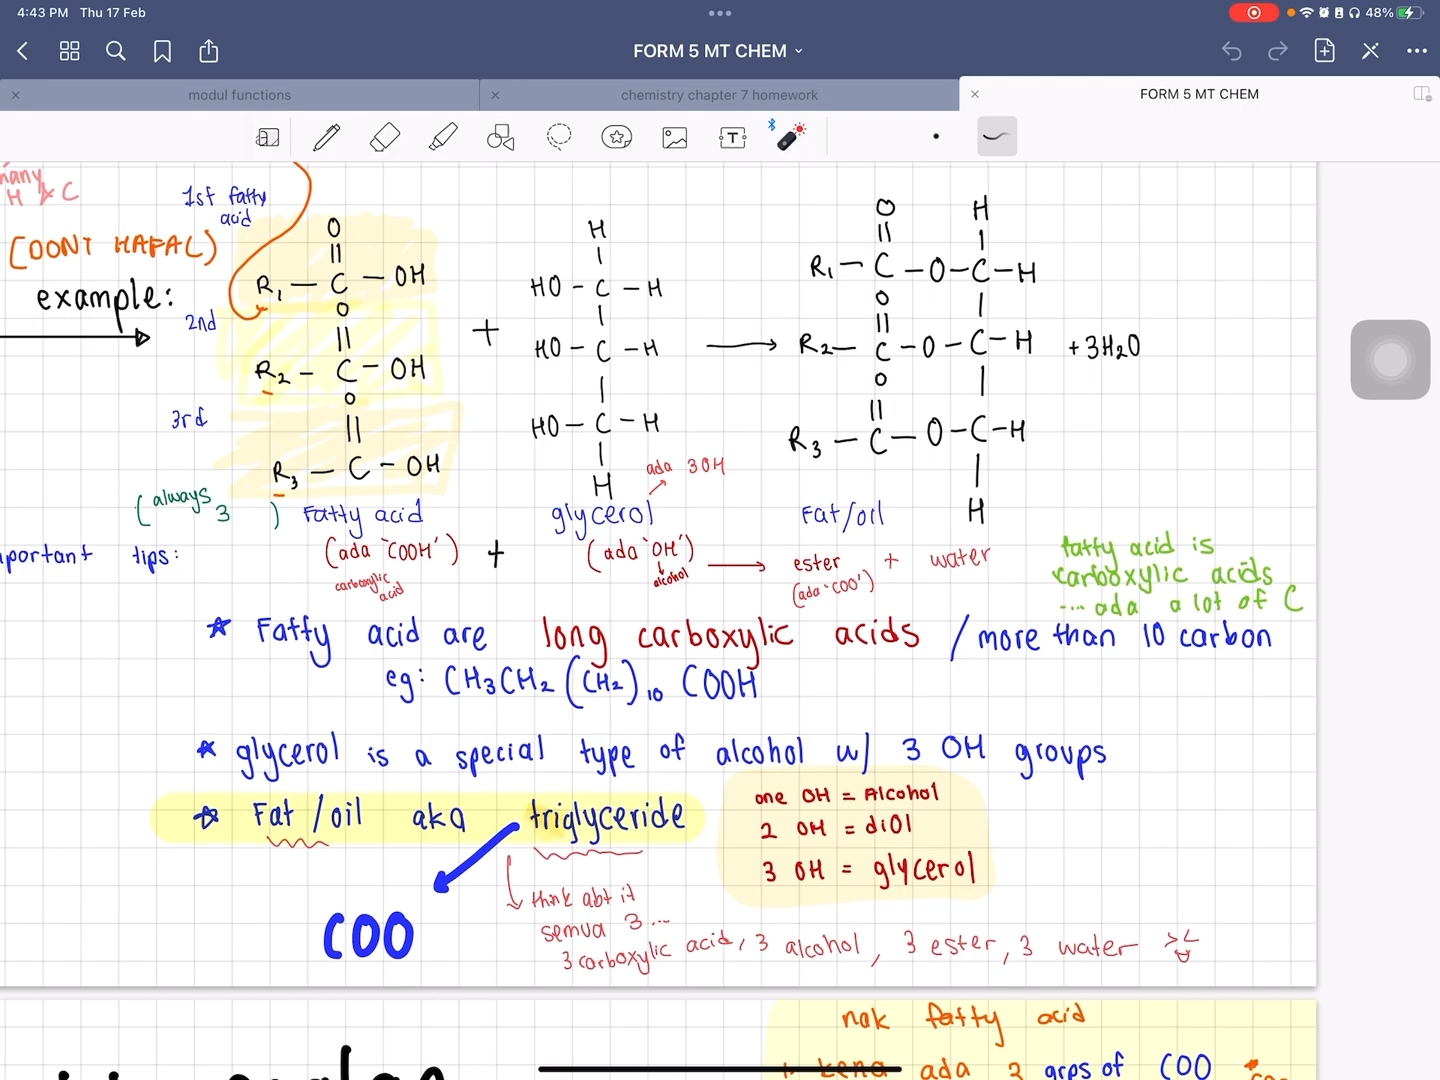 4:43 PM Thu 17 Feb
48%
FORM 5 MT CHEM
modul functions
chemistry chapter 7 homework
FORM 5 MT CHEM
many
H & C
1st fatty
acid
(DONT HAFAL)
example:
2nd
3rd
(always 3)
O
R1 — C — OH
O
R2 — C — OH
O
R3 — C — OH
+
H
HO — C — H
HO — C — H
HO — C — H
H
ada 3OH
O H
R1 — C — O — C — H
O
R2 — C — O — C — H + 3H2O
O
R3 — C — O — C — H
H
Fatty acid
glycerol
Fat/oil
mportant tips:
(ada 'COOH') + (ada 'OH') ester + water
carboxylic
acid
alcohol
(ada 'COO')
fatty acid is
carboxylic acids
... ada a lot of C
Fatty acid are long carboxylic acids / more than 10 carbon
eg: CH3CH2(CH2)10 COOH
glycerol is a special type of alcohol w/ 3 OH groups
Fat/oil aka triglyceride
one OH = Alcohol
2 OH = diOl
3 OH = glycerol
COO
think abt it
semua 3 ...
3 carboxylic acid, 3 alcohol, 3 ester, 3 water
nak fatty acid
kena ada 3 grps of COO